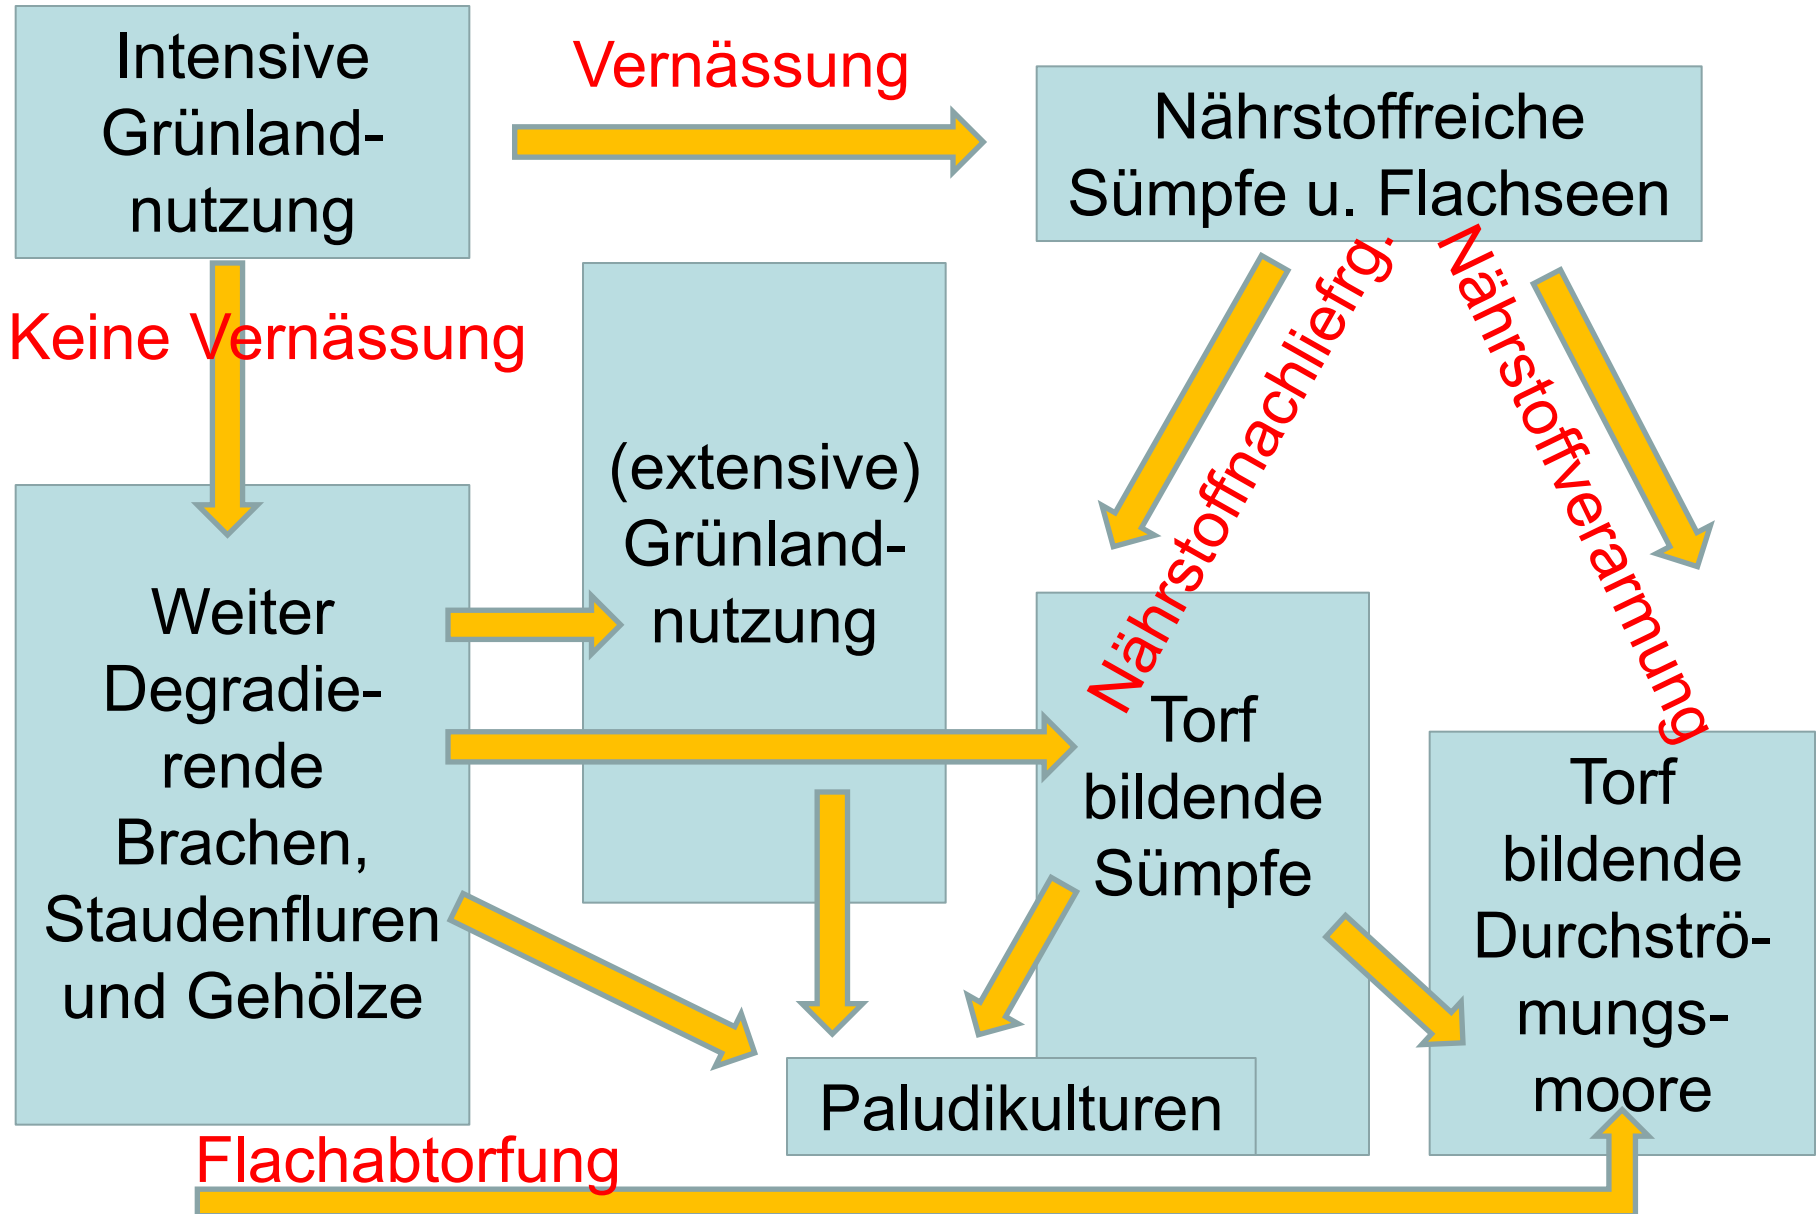 Intensive
Grünland-
nutzung
Vernässung
Nährstoffreiche
Sümpfe u. Flachseen
Keine Vernässung
Nährstoffnachliefrg.
Nährstoffverarmung
(extensive)
Grünland-
nutzung
Weiter
Degradie-
rende
Brachen,
Staudenfluren
und Gehölze
Torf
bildende
Sümpfe
Torf
bildende
Durchströ-
mungs-
moore
Paludikulturen
Flachabtorfung